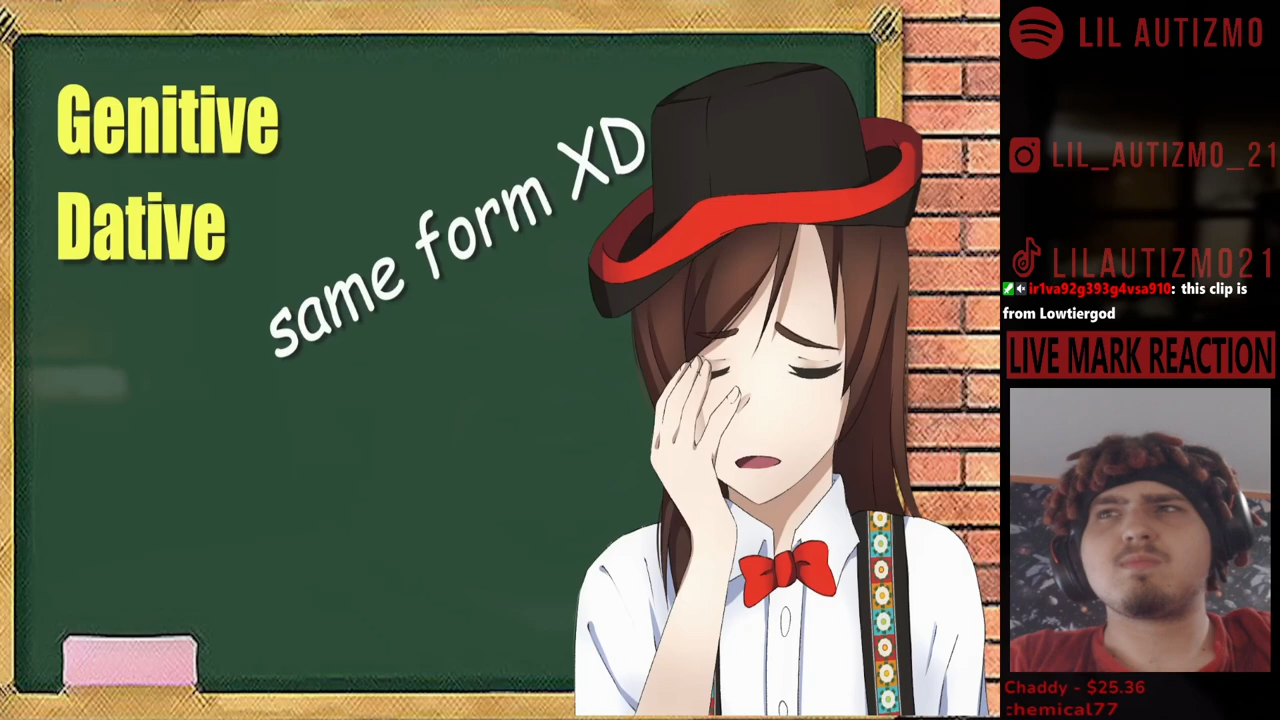 Genitive
Dative
same form XD
LIL AUTIZMO
LIL_AUTIZMO_21
LILAUTIZMO21
ir1va92g393g4vsa910: this clip is
from Lowtiergod
LIVE MARK REACTION
Chaddy - $25.36
chemical77